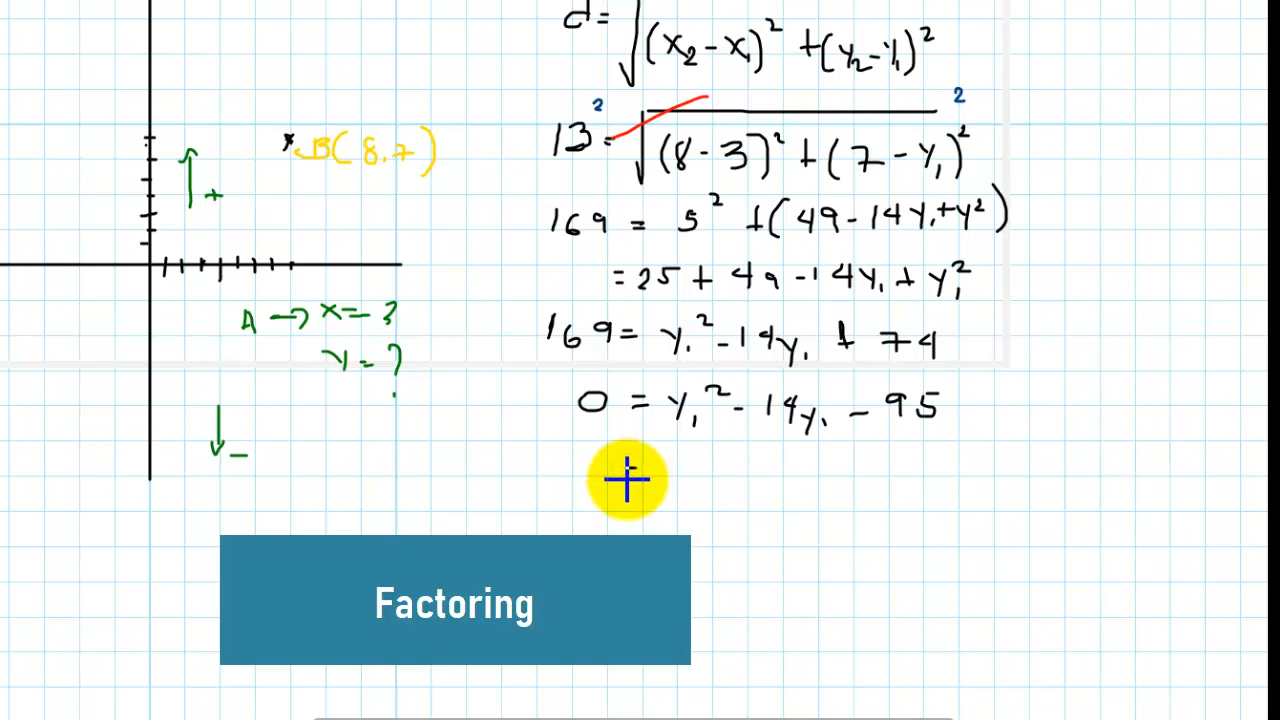 d = √(x₂ - x₁)² + (y₂ - y₁)²
13² = √(8 - 3)² + (7 - y₁)² ²
169 = 5² + (49 - 14y₁ + y²)
= 25 + 49 - 14y₁ + y₁²
169 = y₁² - 14y₁ + 74
0 = y₁² - 14y₁ - 95
B(8.7)
+
A → x = 3
y = ?
-
Factoring